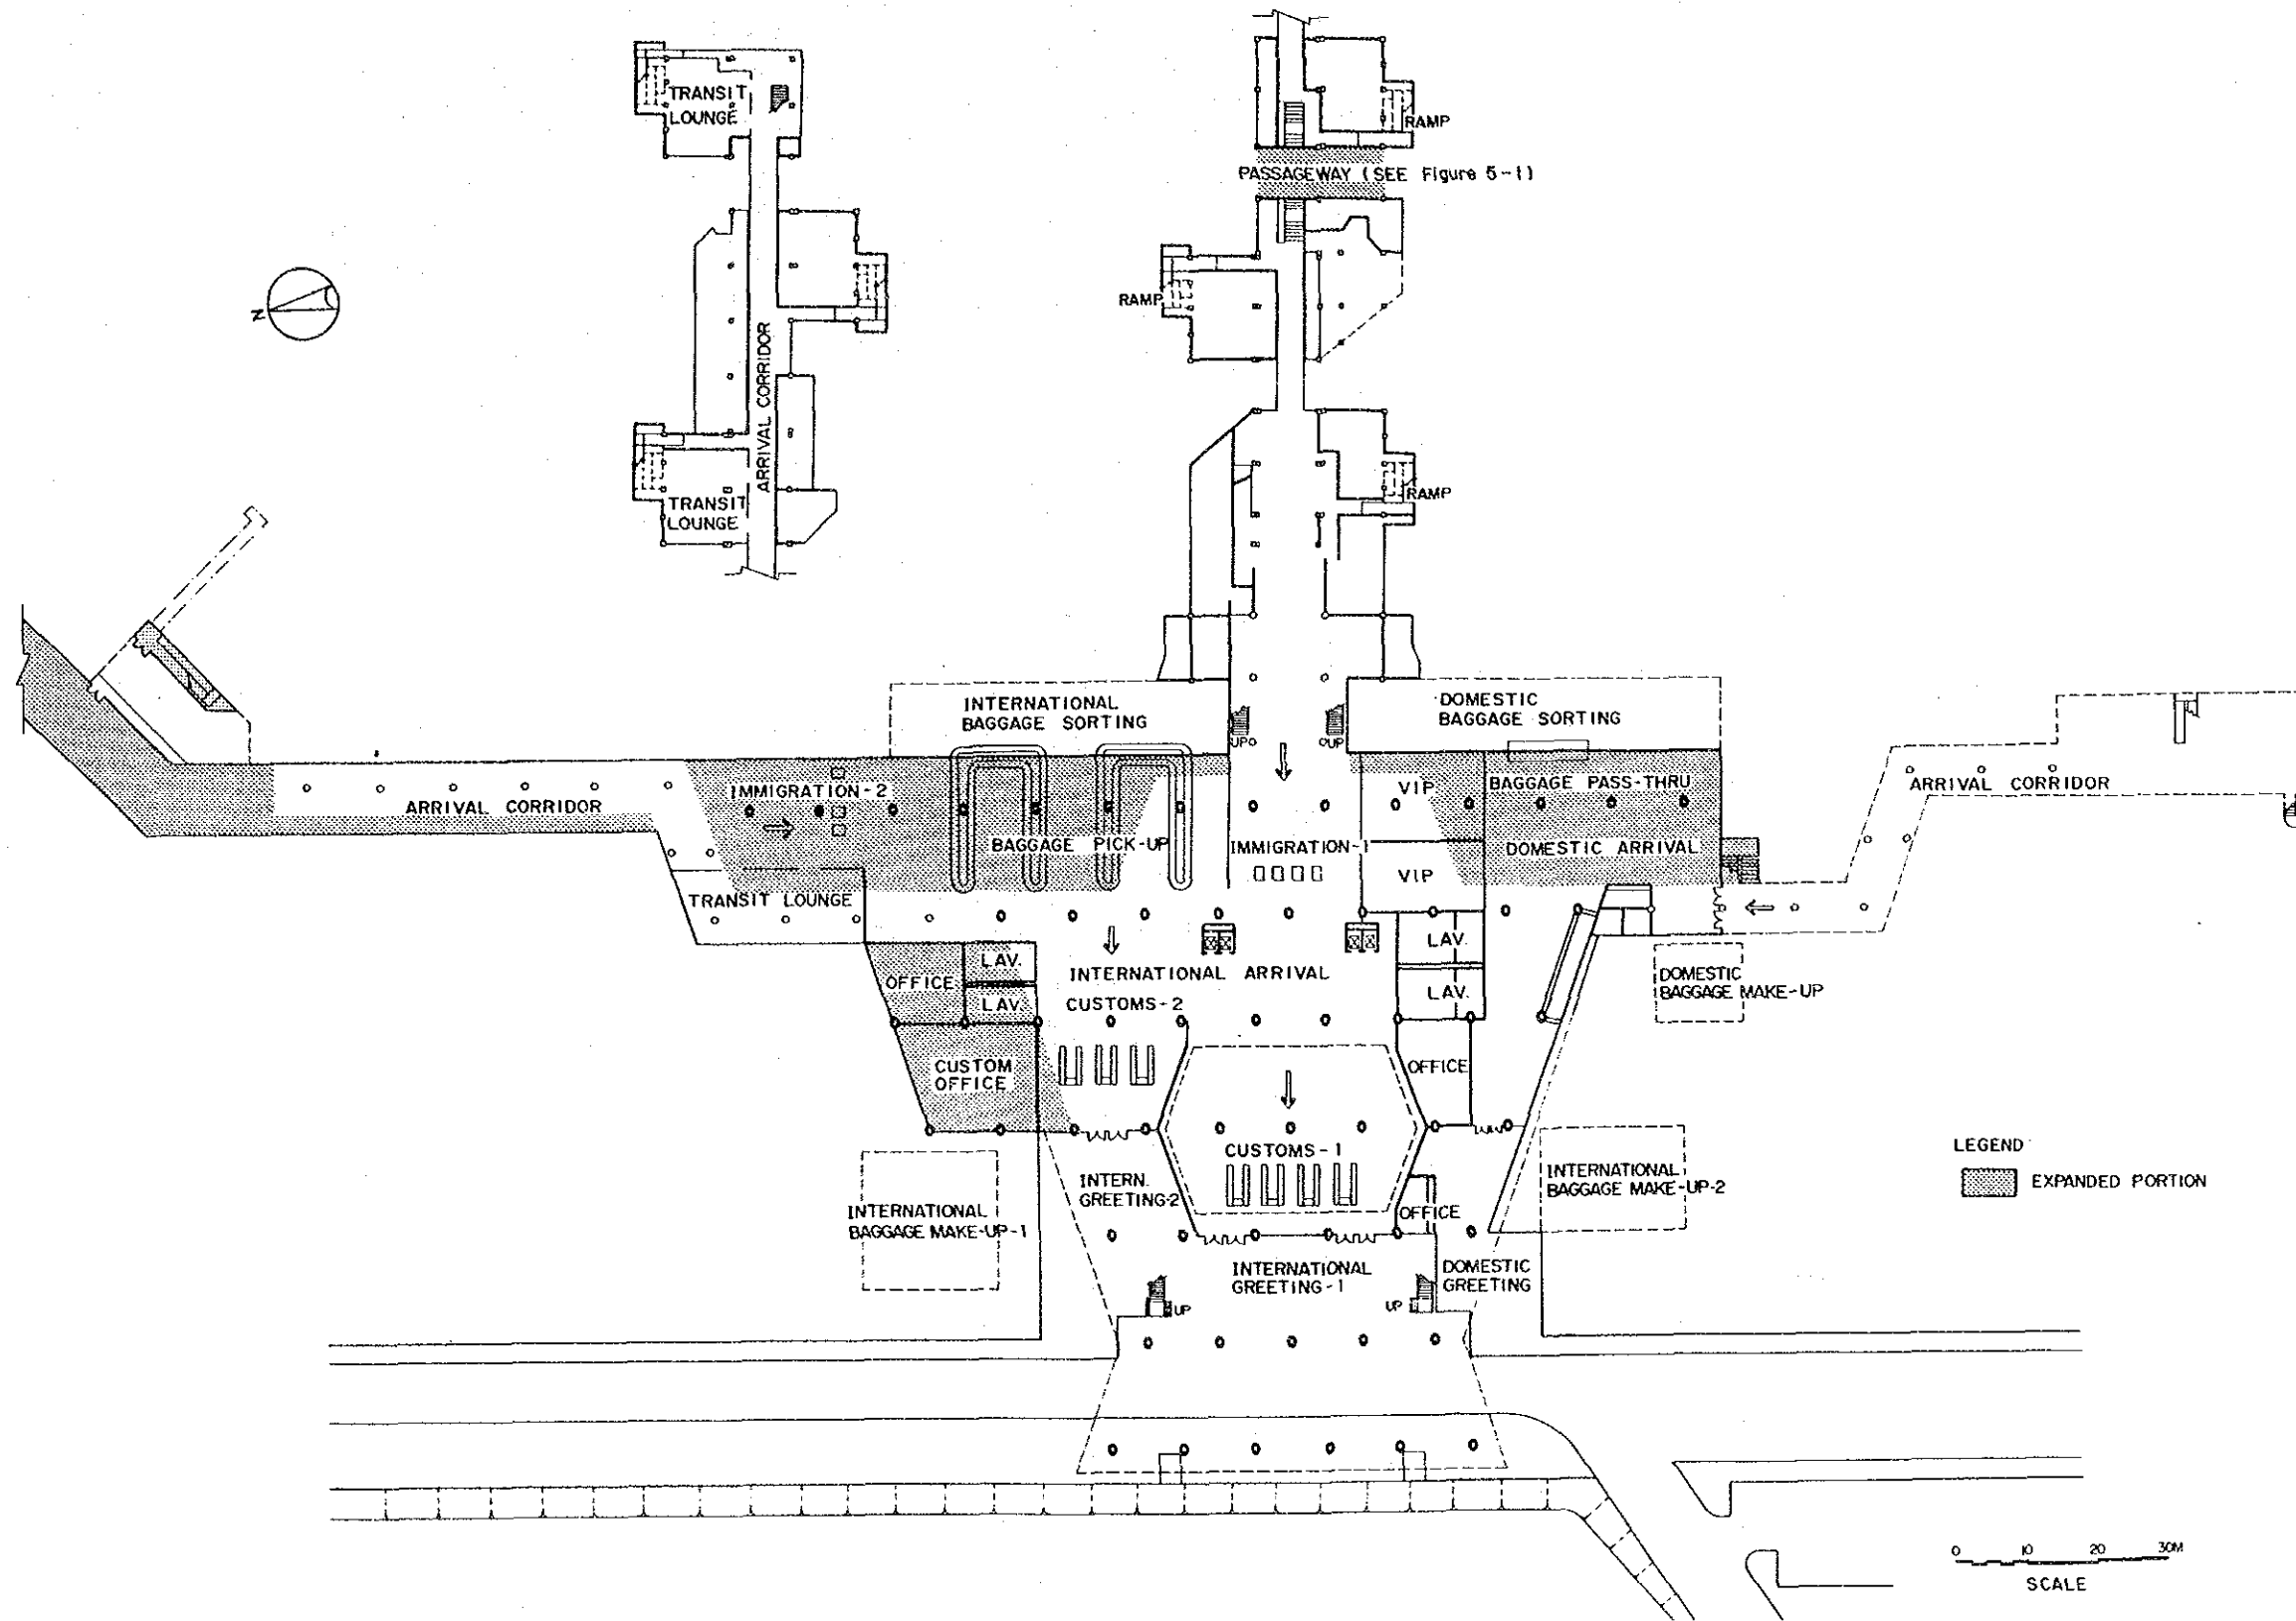 TRANSIT
LOUNGE
RAMP
PASSAGEWAY (SEE Figure 5-1)
N
RAMP
ARRIVAL CORRIDOR
TRANSIT
LOUNGE
RAMP
INTERNATIONAL
BAGGAGE SORTING
DOMESTIC
BAGGAGE SORTING
UP
UP
IMMIGRATION-2
VIP
BAGGAGE PASS-THRU
ARRIVAL CORRIDOR
ARRIVAL CORRIDOR
BAGGAGE PICK-UP
IMMIGRATION-1
DOMESTIC ARRIVAL
VIP
TRANSIT LOUNGE
LAV.
LAV.
OFFICE
INTERNATIONAL ARRIVAL
DOMESTIC
BAGGAGE MAKE-UP
LAV.
LAV.
CUSTOMS-2
CUSTOM
OFFICE
OFFICE
CUSTOMS-1
LEGEND
EXPANDED PORTION
INTERN.
GREETING-2
INTERNATIONAL
BAGGAGE MAKE-UP-2
INTERNATIONAL
BAGGAGE MAKE-UP-1
OFFICE
INTERNATIONAL
GREETING-1
DOMESTIC
GREETING
UP
UP
0 10 20 30M
SCALE